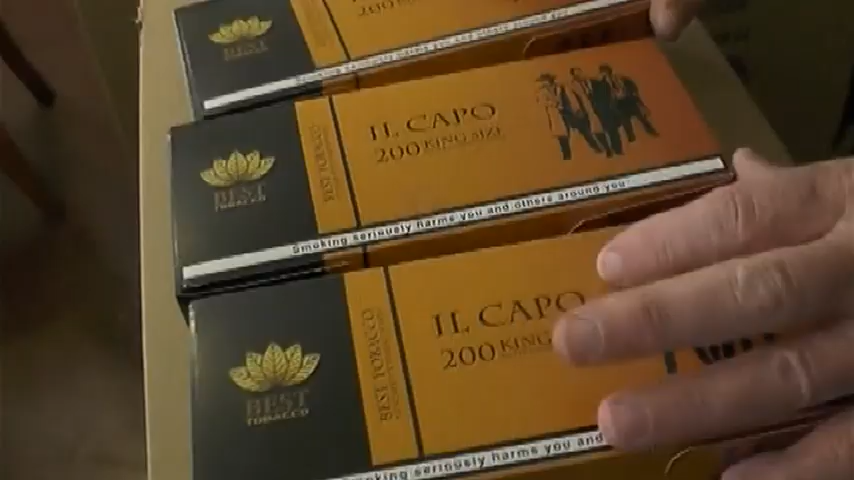 200
Smoking seriously harms you and others around you
BEST
TOBACCO
BEST TOBACCO
IL CAPO
200 KING SIZE
Smoking seriously harms you and others around you
BEST
TOBACCO
BEST TOBACCO
IL CAPO
200 KING
king seriously harms you and